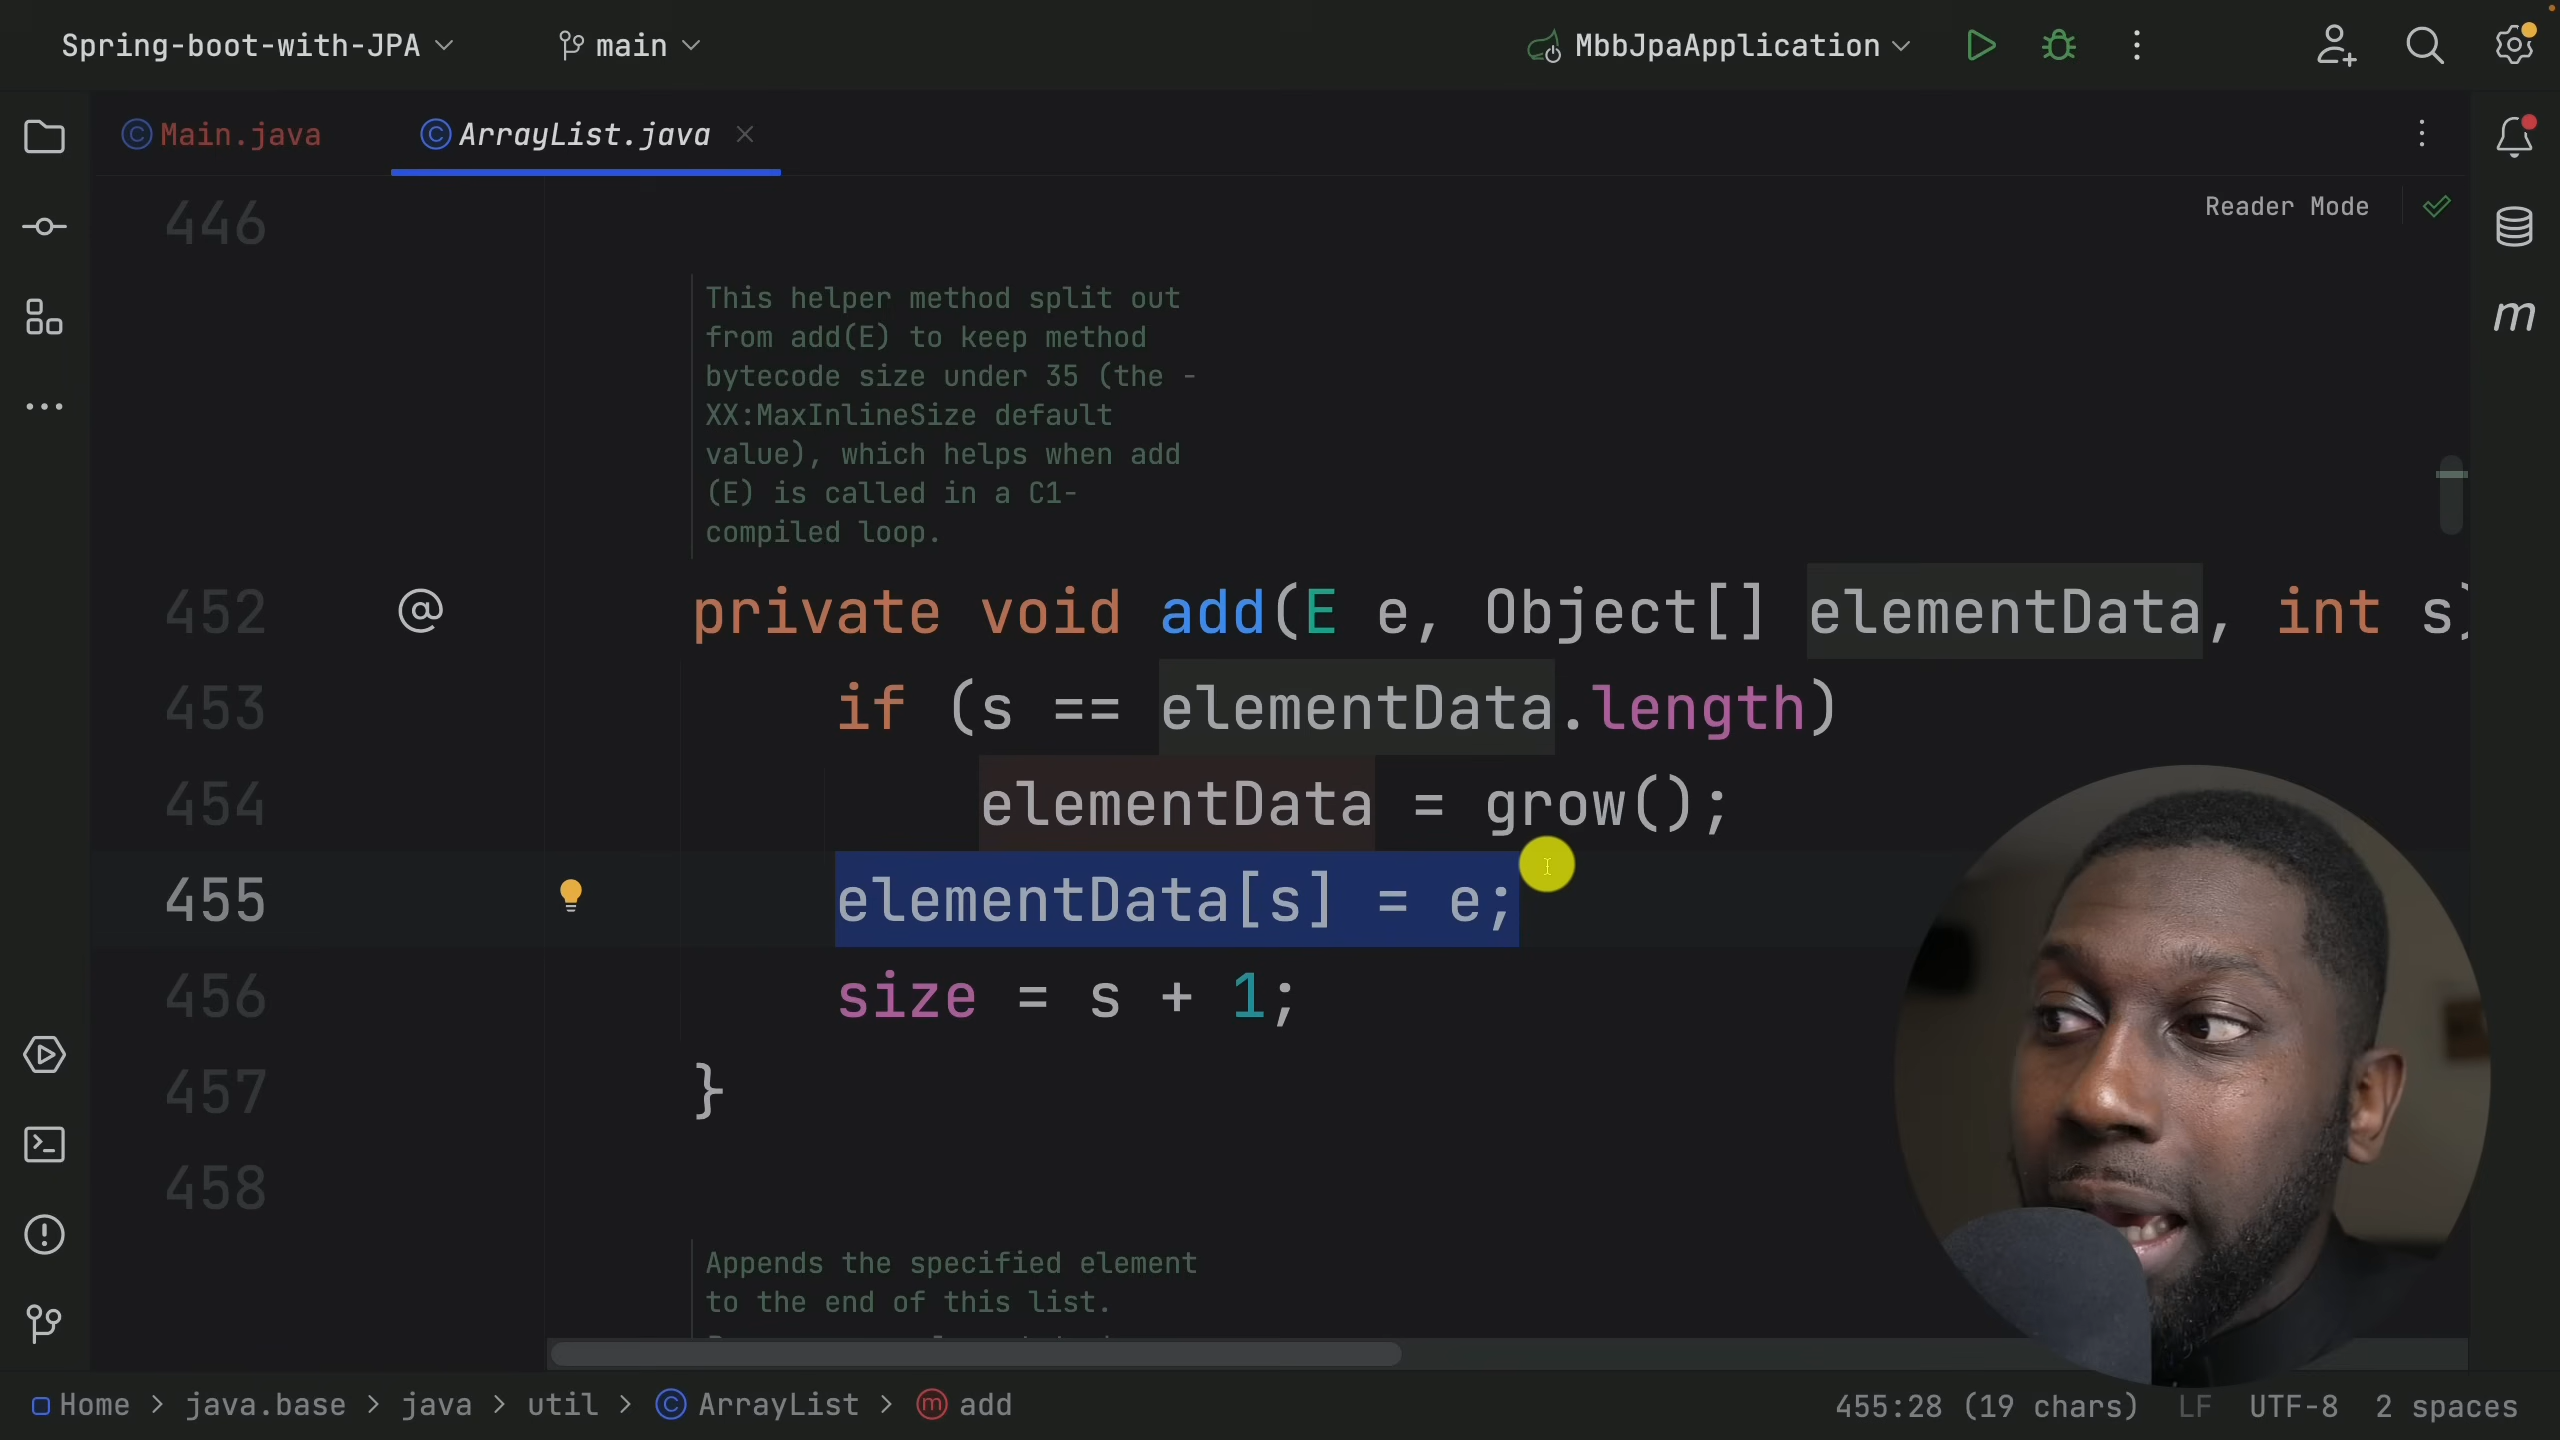 Spring-boot-with-JPA main MbbJpaApplication
Main.java ArrayList.java
Reader Mode
446
This helper method split out
from add(E) to keep method
bytecode size under 35 (the -
XX:MaxInlineSize default
value), which helps when add
(E) is called in a C1-
compiled loop.
452 @ private void add(E e, Object[] elementData, int s)
453 if (s == elementData.length)
454 elementData = grow();
455 elementData[s] = e;
456 size = s + 1;
457 }
458
Appends the specified element
to the end of this list.
Home > java.base > java > util > ArrayList > add 455:28 (19 chars) LF UTF-8 2 spaces